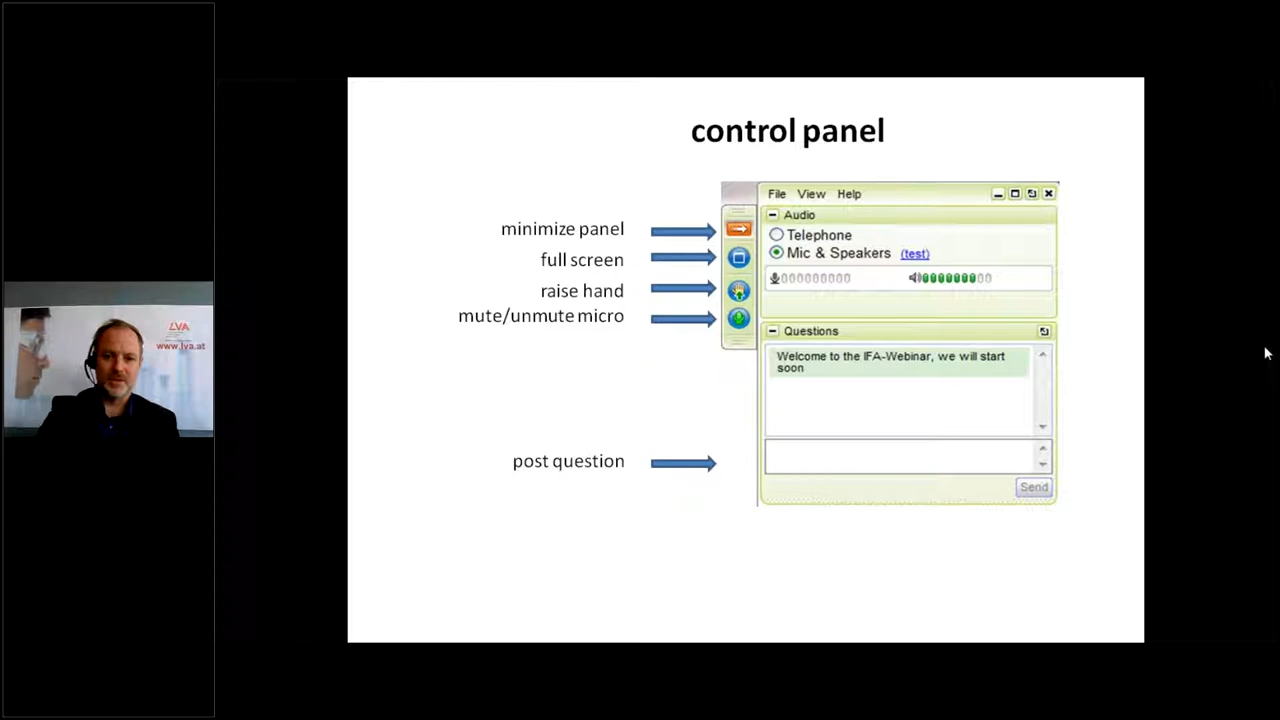 control panel
File View Help
Audio
minimize panel
Telephone
full screen
Mic & Speakers (test)
raise hand
mute/unmute micro
Questions
Welcome to the IFA-Webinar, we will start
soon
post question
Send
LVA
www.lva.at